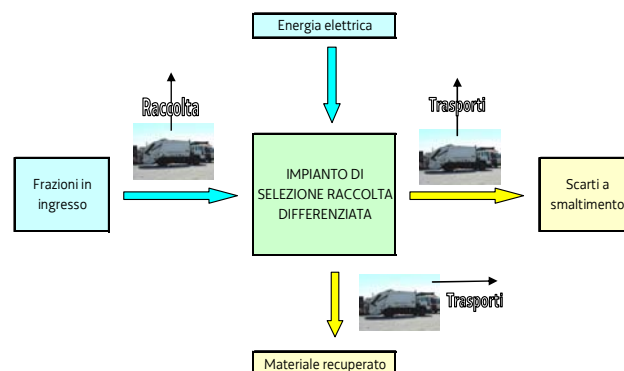 Energia elettrica
Raccolta
Trasporti
Frazioni in
ingresso
IMPIANTO DI
SELEZIONE RACCOLTA
DIFFERENZIATA
Scarti a
smaltimento
Trasporti
Materiale recuperato